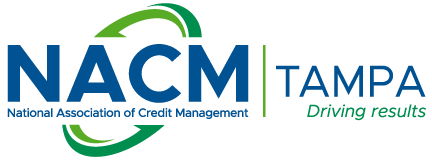 NACM
National Association of Credit Management
TAMPA
Driving results